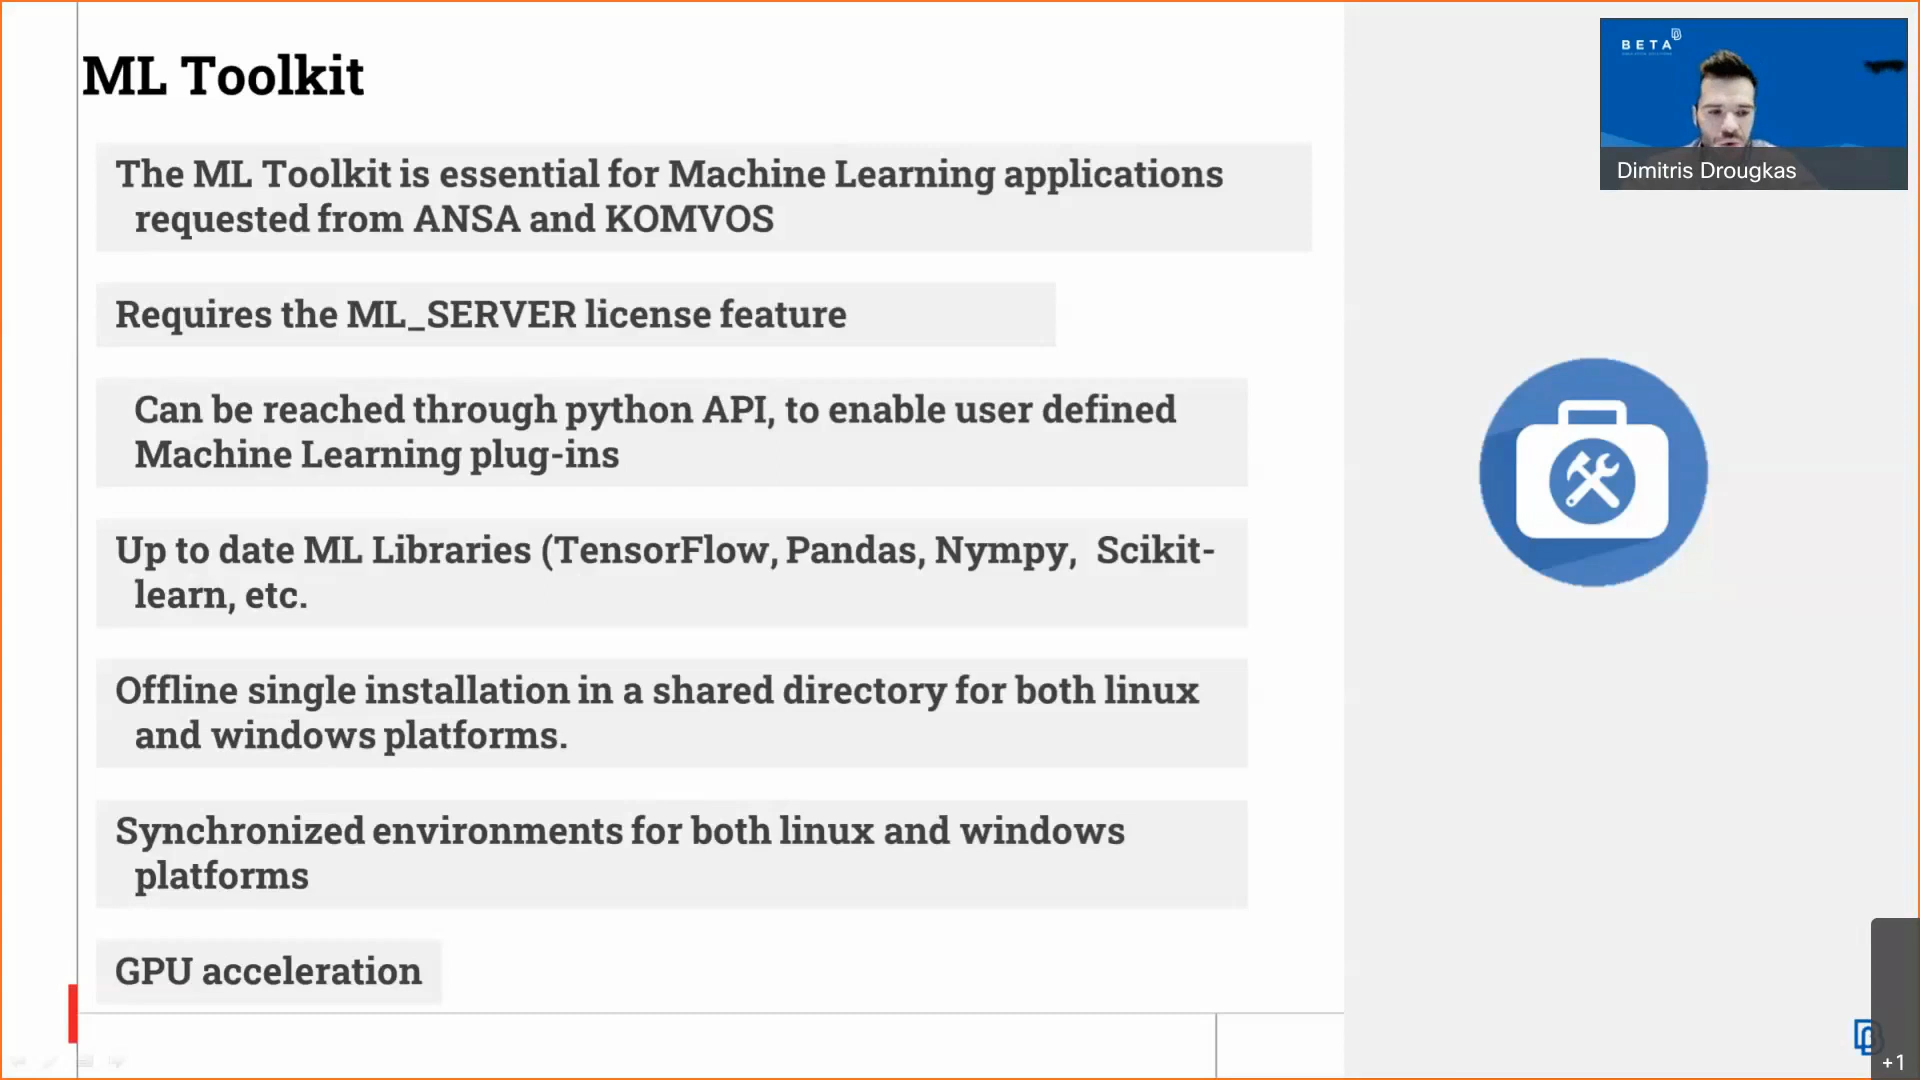 ML Toolkit
BETA
Dimitris Drougkas
The ML Toolkit is essential for Machine Learning applications
requested from ANSA and KOMVOS
Requires the ML_SERVER license feature
Can be reached through python API, to enable user defined
Machine Learning plug-ins
Up to date ML Libraries (TensorFlow, Pandas, Nympy, Scikit-
learn, etc.
Offline single installation in a shared directory for both linux
and windows platforms.
Synchronized environments for both linux and windows
platforms
GPU acceleration
+1